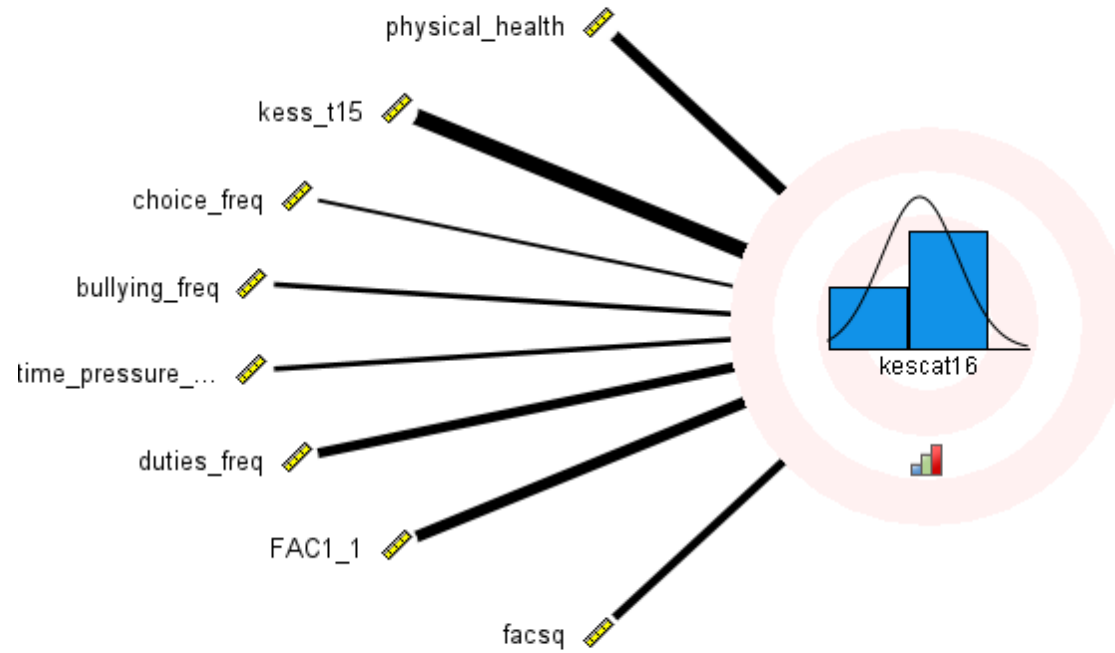 physical_health
kess_t15
choice_freq
bullying_freq
time_pressure_...
duties_freq
FAC1_1
facsq
kescat16